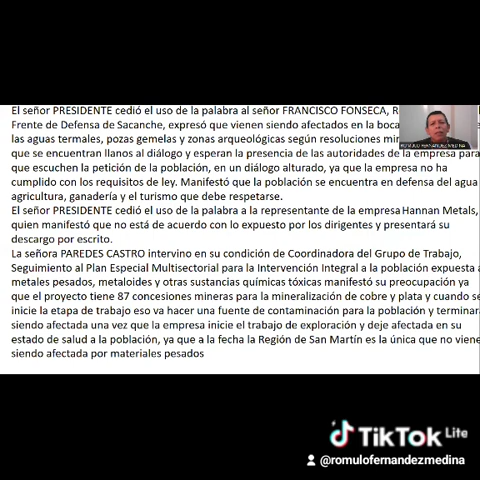 El señor PRESIDENTE cedió el uso de la palabra al señor FRANCISCO FONSECA, R
Frente de Defensa de Sacanche, expresó que vienen siendo afectados en la boca
las aguas termales, pozas gemelas y zonas arqueológicas según resoluciones
que se encuentran llanos al diálogo y esperan la presencia de las autoridades de la empresa para
que escuchen la petición de la población, en un diálogo alturado, ya que la empresa no ha
cumplido con los requisitos de ley. Manifestó que la población se encuentra en defensa del agua
agricultura, ganadería y el turismo que debe respetarse.
El señor PRESIDENTE cedió el uso de la palabra a la representante de la empresa Hannan Metals,
quien manifestó que no está de acuerdo con lo expuesto por los dirigentes y presentará su
descargo por escrito.
La señora PAREDES CASTRO intervino en su condición de Coordinadora del Grupo de Trabajo,
Seguimiento al Plan Especial Multisectorial para la Intervención Integral a la población expuesta a
metales pesados, metaloides y otras sustancias químicas tóxicas manifestó su preocupación ya
que el proyecto tiene 87 concesiones mineras para la mineralización de cobre y plata y cuando se
inicie la etapa de trabajo eso va hacer una fuente de contaminación para la población y terminar
siendo afectada una vez que la empresa inicie el trabajo de exploración y deje afectada en su
estado de salud a la población, ya que a la fecha la Región de San Martín es la única que no viene
siendo afectada por materiales pesados
ROMULO FERNANDEZ MEDINA
TikTok Lite
@romulofernandezmedina